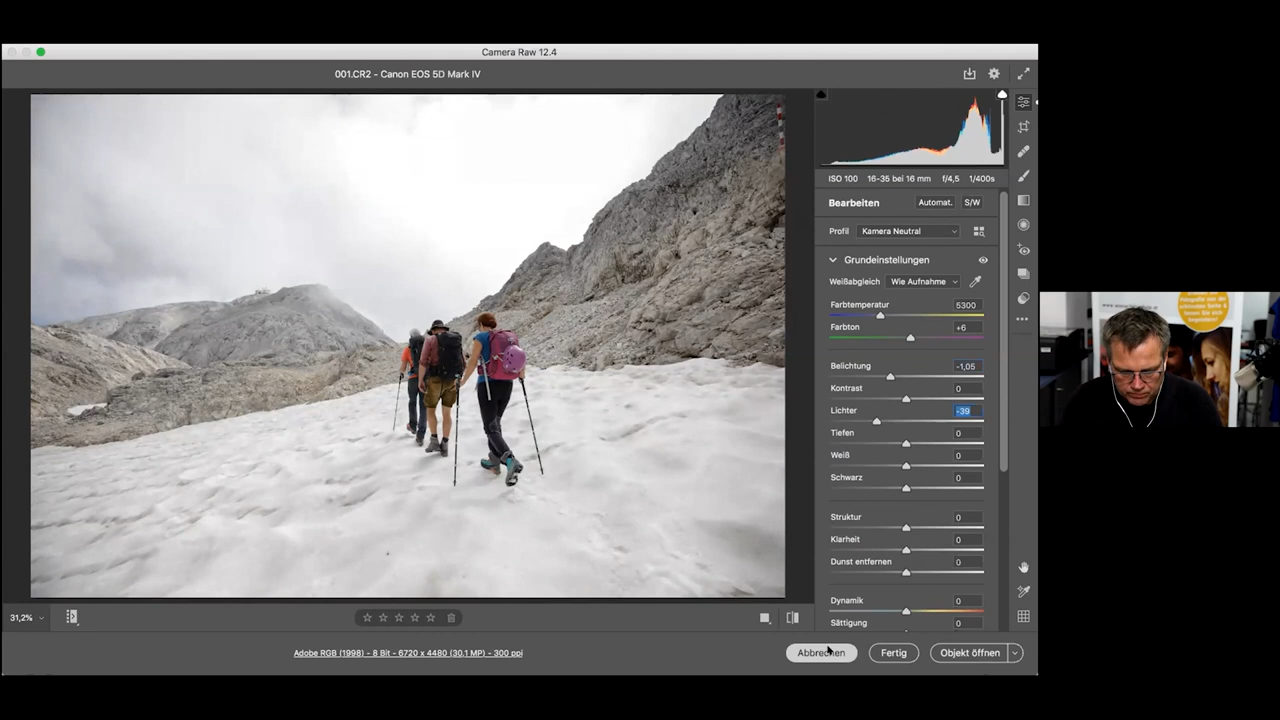 Camera Raw 12.4
001.CR2 - Canon EOS 5D Mark IV
ISO 100 16-35 bei 16 mm f/4,5 1/400s
Bearbeiten Automat. S/W
Profil Kamera Neutral
Grundeinstellungen
Weißabgleich Wie Aufnahme
Farbtemperatur 5300
Farbton +6
Belichtung -1,05
Kontrast 0
Lichter -39
Tiefen 0
Weiß 0
Schwarz 0
Struktur 0
Klarheit 0
Dunst entfernen 0
Dynamik 0
Sättigung 0
31,2%
Adobe RGB (1998) - 8 Bit - 6720 x 4480 (30,1 MP) - 300 ppi
Abbrechen Fertig Objekt öffnen